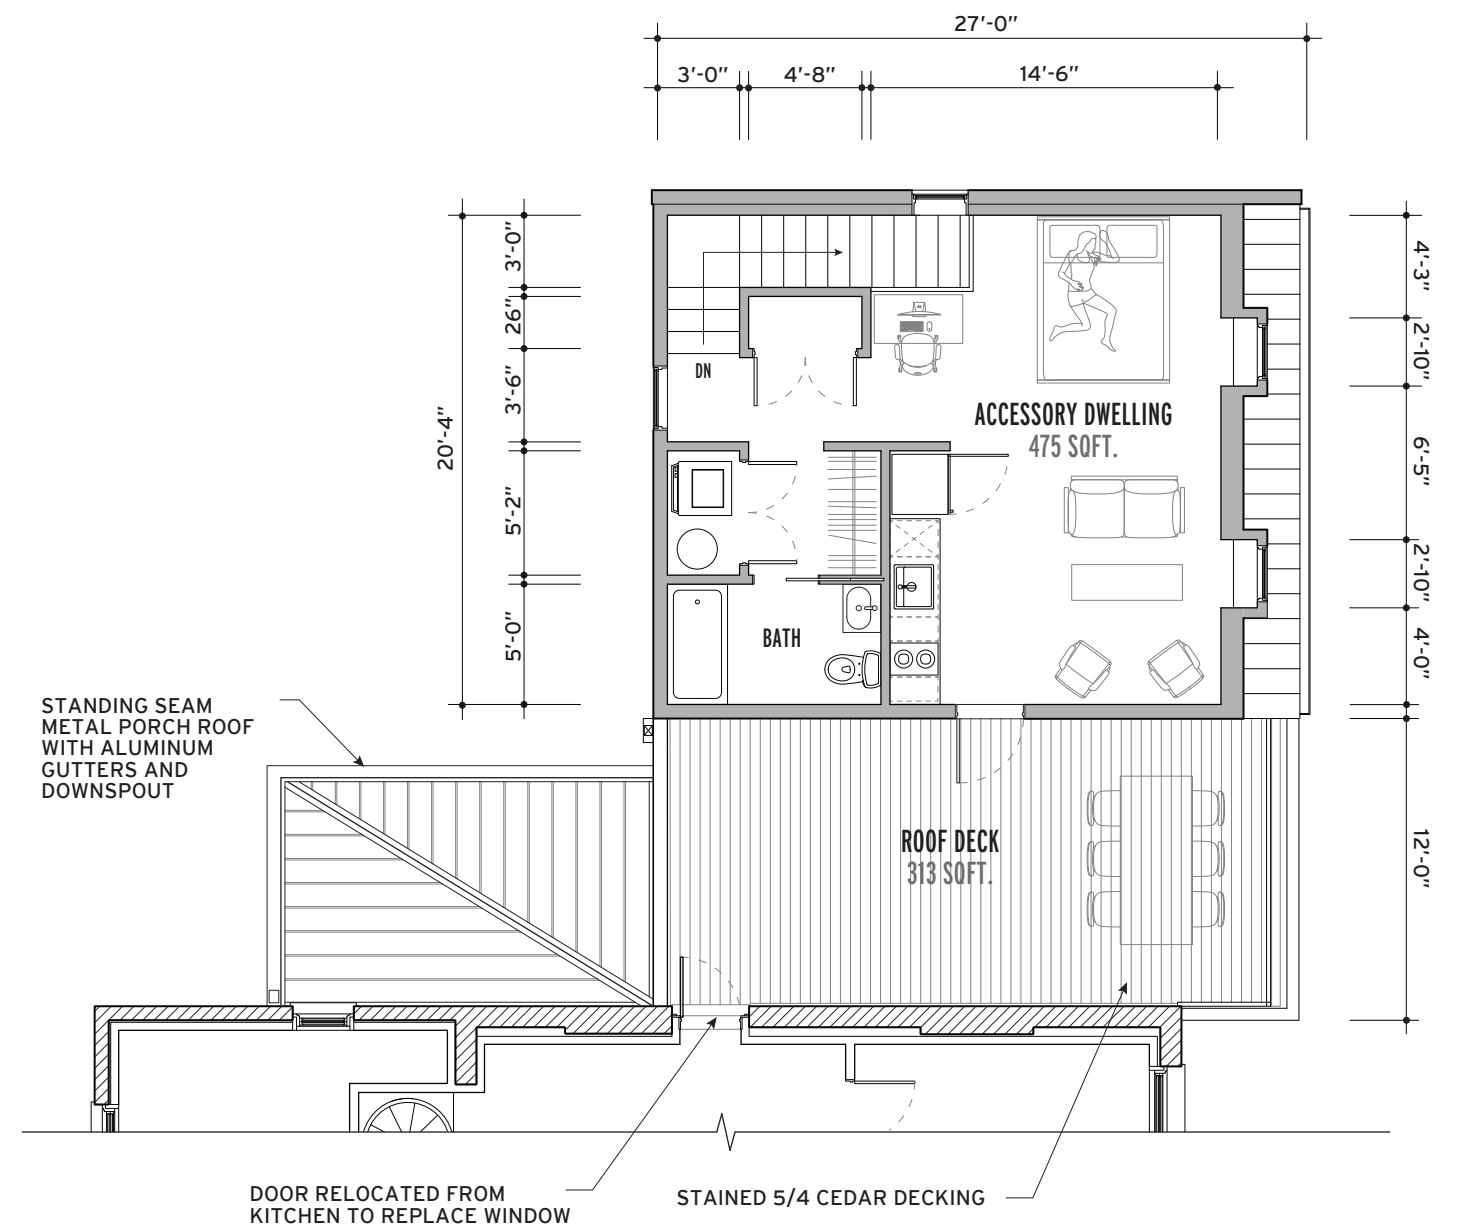 27'-0"
3'-0"
4'-8"
14'-6"
20'-4"
3'-0"
26"
3'-6"
5'-2"
5'-0"
4'-3"
2'-10"
6'-5"
2'-10"
4'-0"
12'-0"
DN
ACCESSORY DWELLING
475 SQFT.
BATH
STANDING SEAM
METAL PORCH ROOF
WITH ALUMINUM
GUTTERS AND
DOWNSPOUT
ROOF DECK
313 SQFT.
DOOR RELOCATED FROM
KITCHEN TO REPLACE WINDOW
STAINED 5/4 CEDAR DECKING